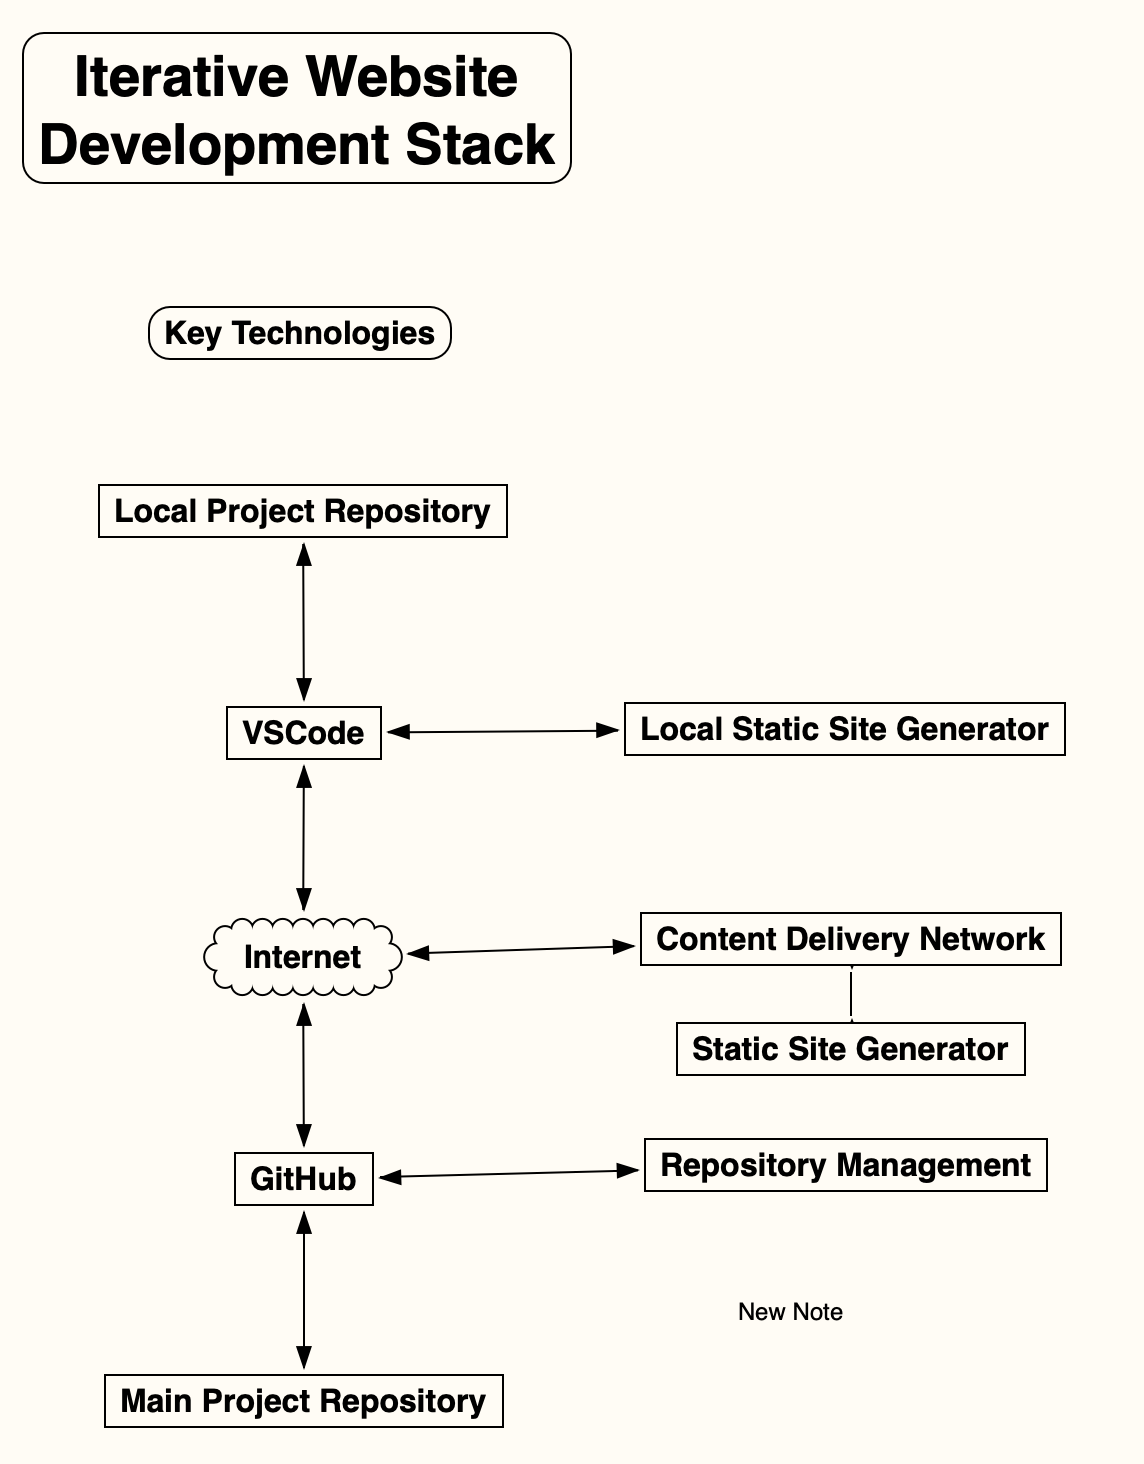 Iterative Website
Development Stack
Key Technologies
Local Project Repository
VSCode
Local Static Site Generator
Internet
Content Delivery Network
Static Site Generator
GitHub
Repository Management
New Note
Main Project Repository